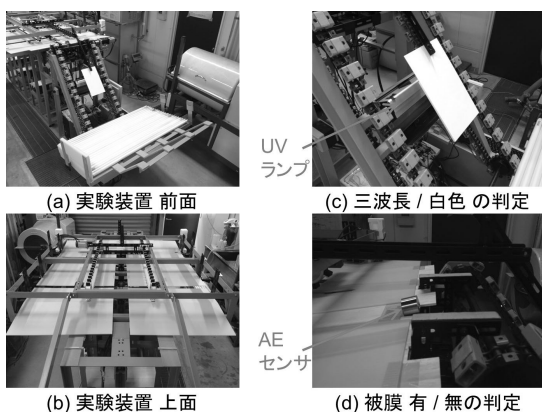 (a) 実験装置 前面
UV
ランプ
(c) 三波長 / 白色 の判定
(b) 実験装置 上面
AE
センサ
(d) 被膜 有 / 無の判定